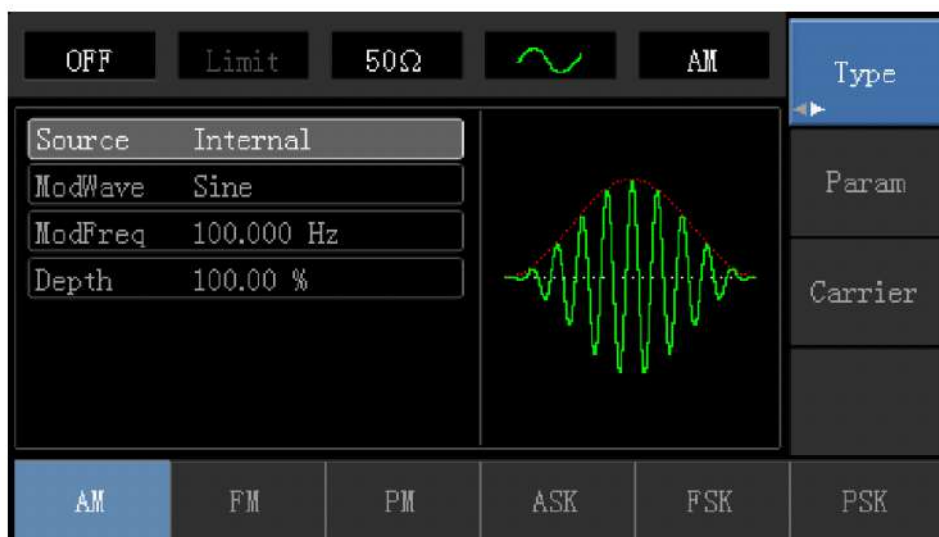 OFF Limit 50Ω AM
Type
Source Internal
ModWave Sine
ModFreq 100.000 Hz
Depth 100.00 %
Param
Carrier
AM FM PM ASK FSK PSK